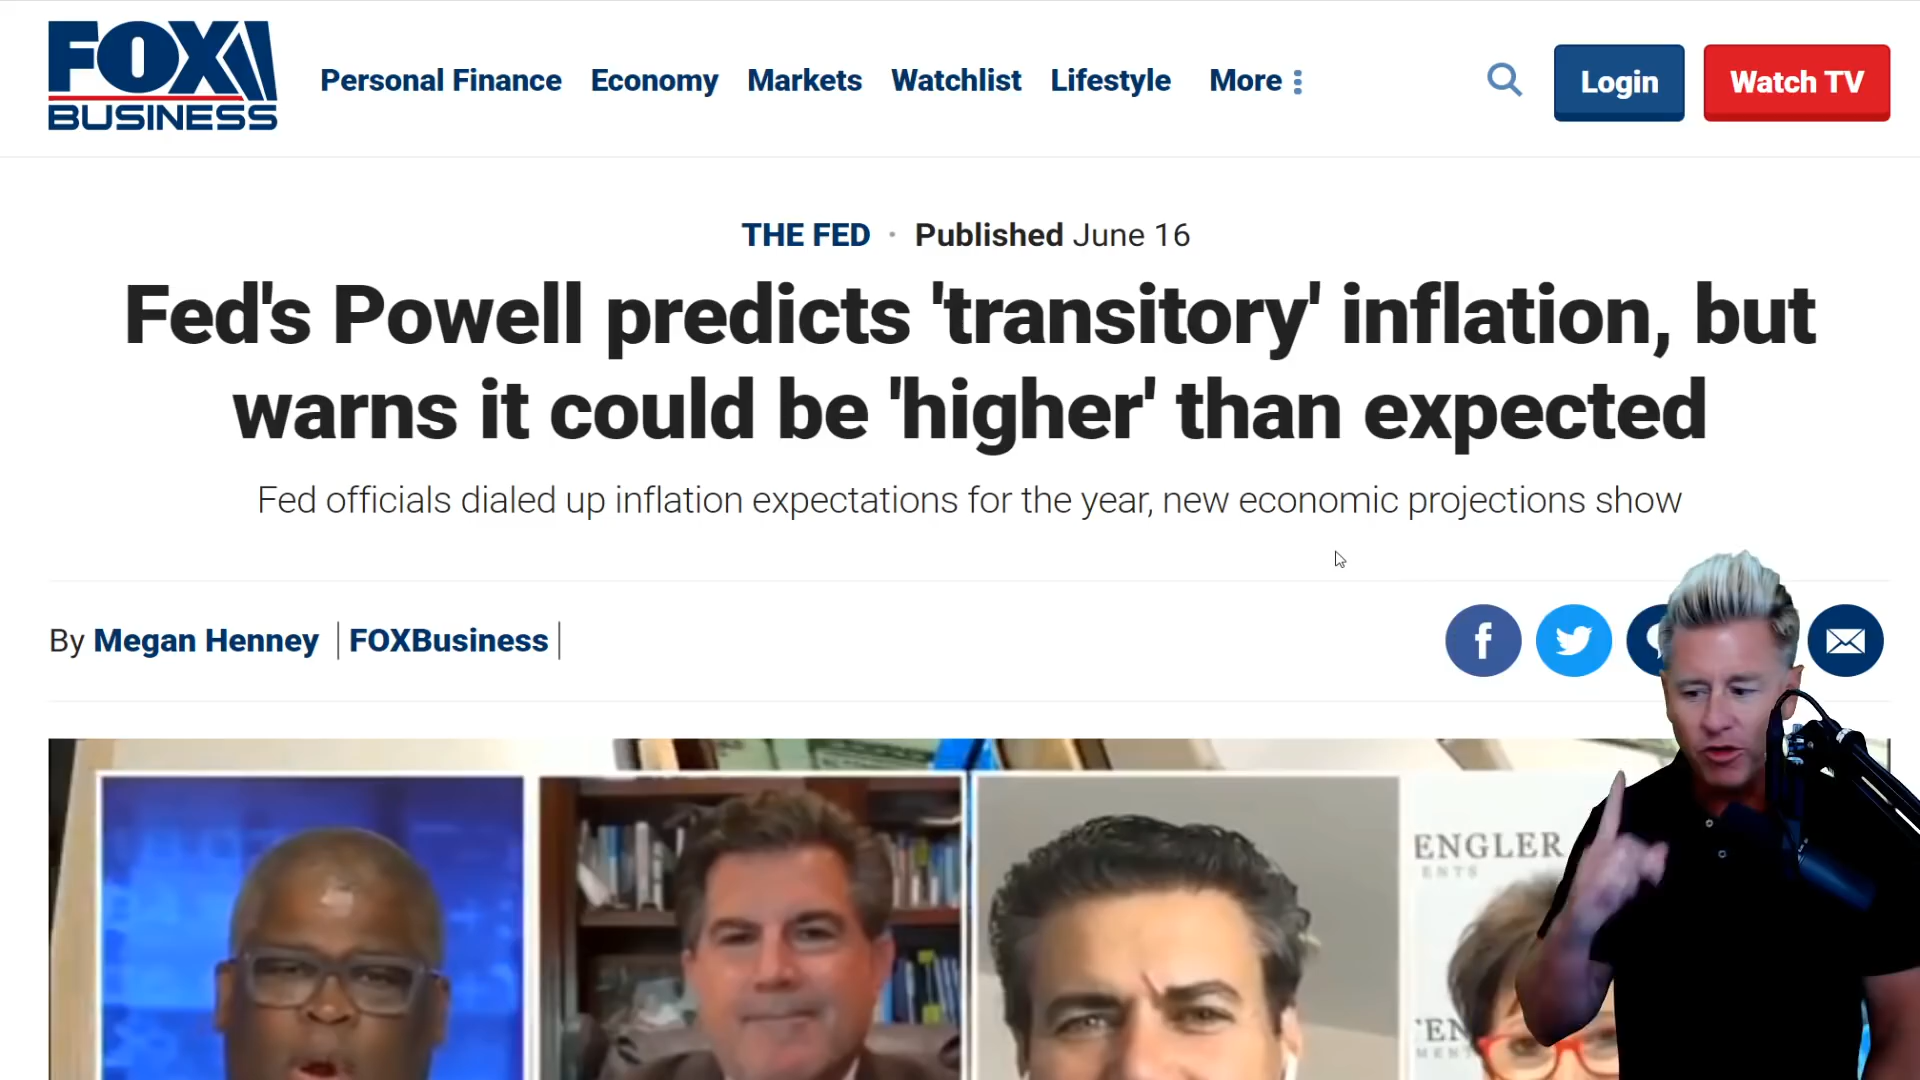 FOX
BUSINESS
Personal Finance Economy Markets Watchlist Lifestyle More
Login
Watch TV
THE FED • Published June 16
Fed's Powell predicts 'transitory' inflation, but
warns it could be 'higher' than expected
Fed officials dialed up inflation expectations for the year, new economic projections show
By Megan Henney | FOXBusiness |
ENGLER
ENTS